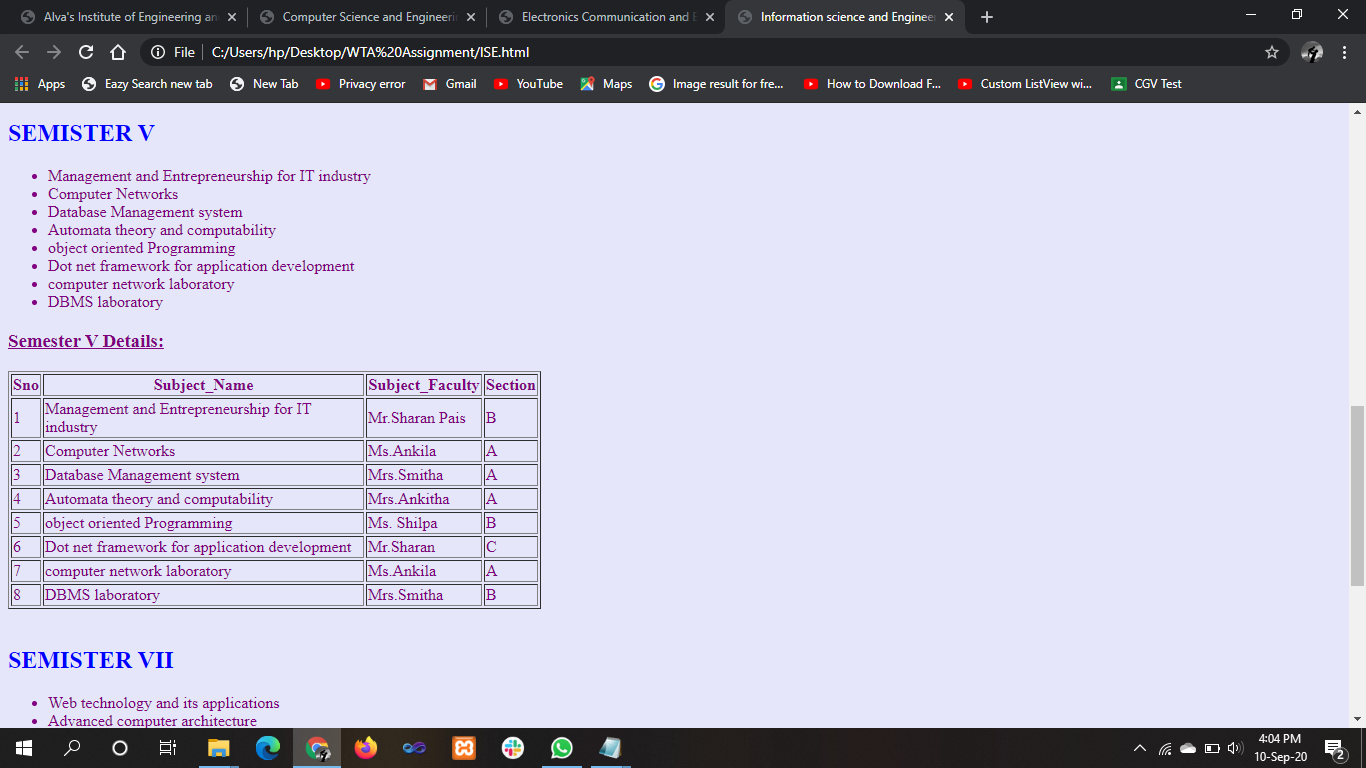 Alva's Institute of Engineering an
Computer Science and Engineerin
Electronics Communication and E
Information science and Enginee
File
C:/Users/hp/Desktop/WTA%20Assignment/ISE.html
Apps
Eazy Search new tab
New Tab
Privacy error
Gmail
YouTube
Maps
Image result for fre...
How to Download F...
Custom ListView wi...
CGV Test
SEMISTER V
• Management and Entrepreneurship for IT industry
• Computer Networks
• Database Management system
• Automata theory and computability
• object oriented Programming
• Dot net framework for application development
• computer network laboratory
• DBMS laboratory
Semester V Details:
Sno Subject_Name Subject_Faculty Section
1 Management and Entrepreneurship for IT
industry Mr.Sharan Pais B
2 Computer Networks Ms.Ankila A
3 Database Management system Mrs.Smitha A
4 Automata theory and computability Mrs.Ankitha A
5 object oriented Programming Ms. Shilpa B
6 Dot net framework for application development Mr.Sharan C
7 computer network laboratory Ms.Ankila A
8 DBMS laboratory Mrs.Smitha B
SEMISTER VII
• Web technology and its applications
• Advanced computer architecture
4:04 PM
10-Sep-20
2